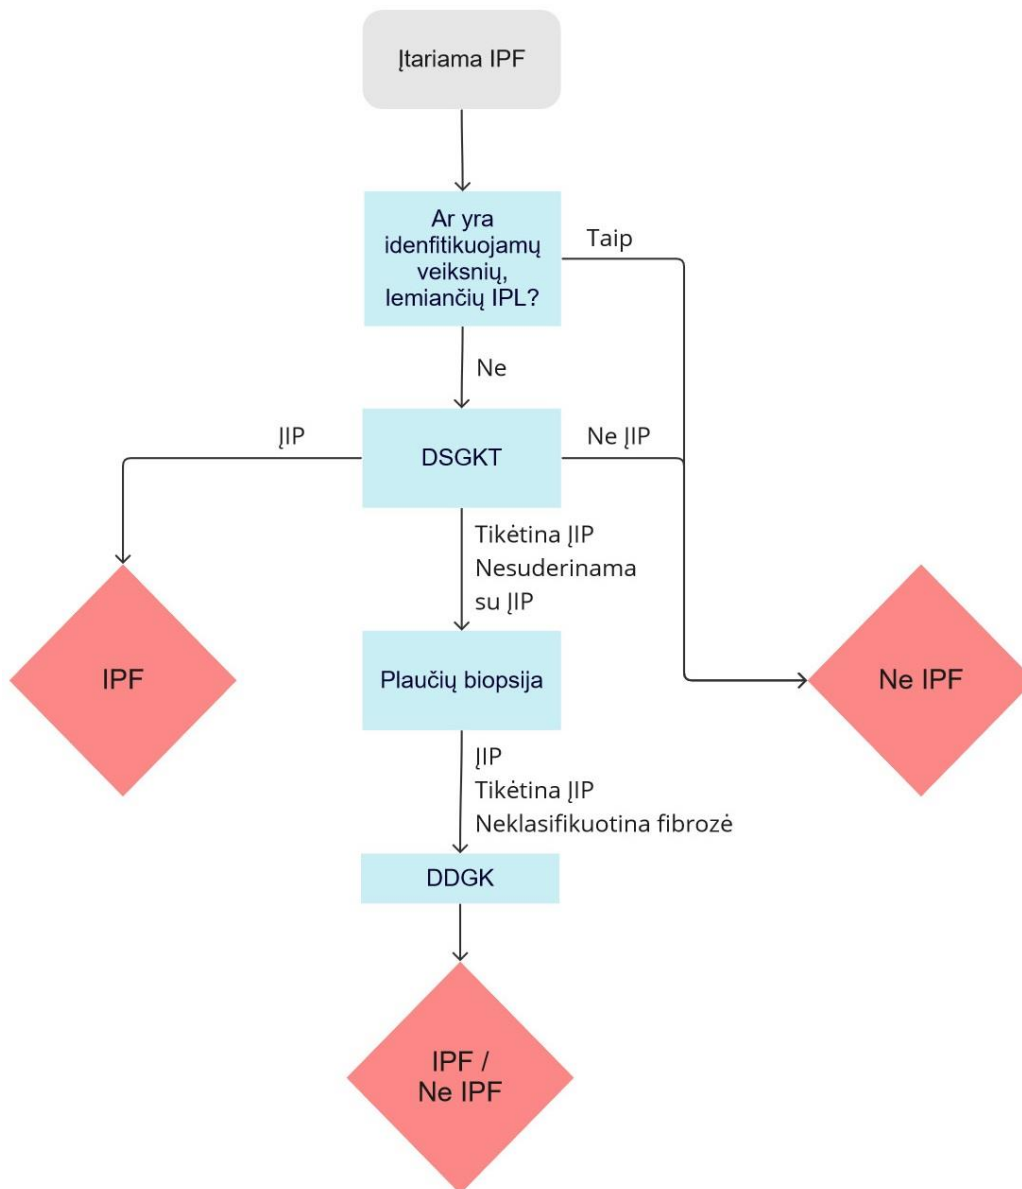 Įtariama IPF
Ar yra
idenfitikuojamų
veiksnių,
lemiančių IPL?
Taip
Ne
ĮIP
DSGKT
Ne ĮIP
Tikėtina ĮIP
Nesuderinama
su ĮIP
IPF
Plaučių biopsija
Ne IPF
ĮIP
Tikėtina ĮIP
Neklasifikuotina fibrozė
DDGK
IPF /
Ne IPF